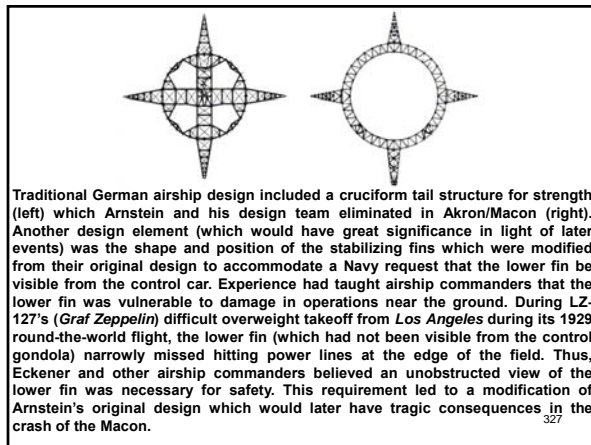 Traditional German airship design included a cruciform tail structure for strength
(left) which Arnstein and his design team eliminated in Akron/Macon (right).
Another design element (which would have great significance in light of later
events) was the shape and position of the stabilizing fins which were modified
from their original design to accommodate a Navy request that the lower fin be
visible from the control car. Experience had taught airship commanders that the
lower fin was vulnerable to damage in operations near the ground. During LZ-
127's (Graf Zeppelin) difficult overweight takeoff from Los Angeles during its 1929
round-the-world flight, the lower fin (which had not been visible from the control
gondola) narrowly missed hitting power lines at the edge of the field. Thus,
Eckener and other airship commanders believed an unobstructed view of the
lower fin was necessary for safety. This requirement led to a modification of
Arnstein's original design which would later have tragic consequences in the
crash of the Macon.
327